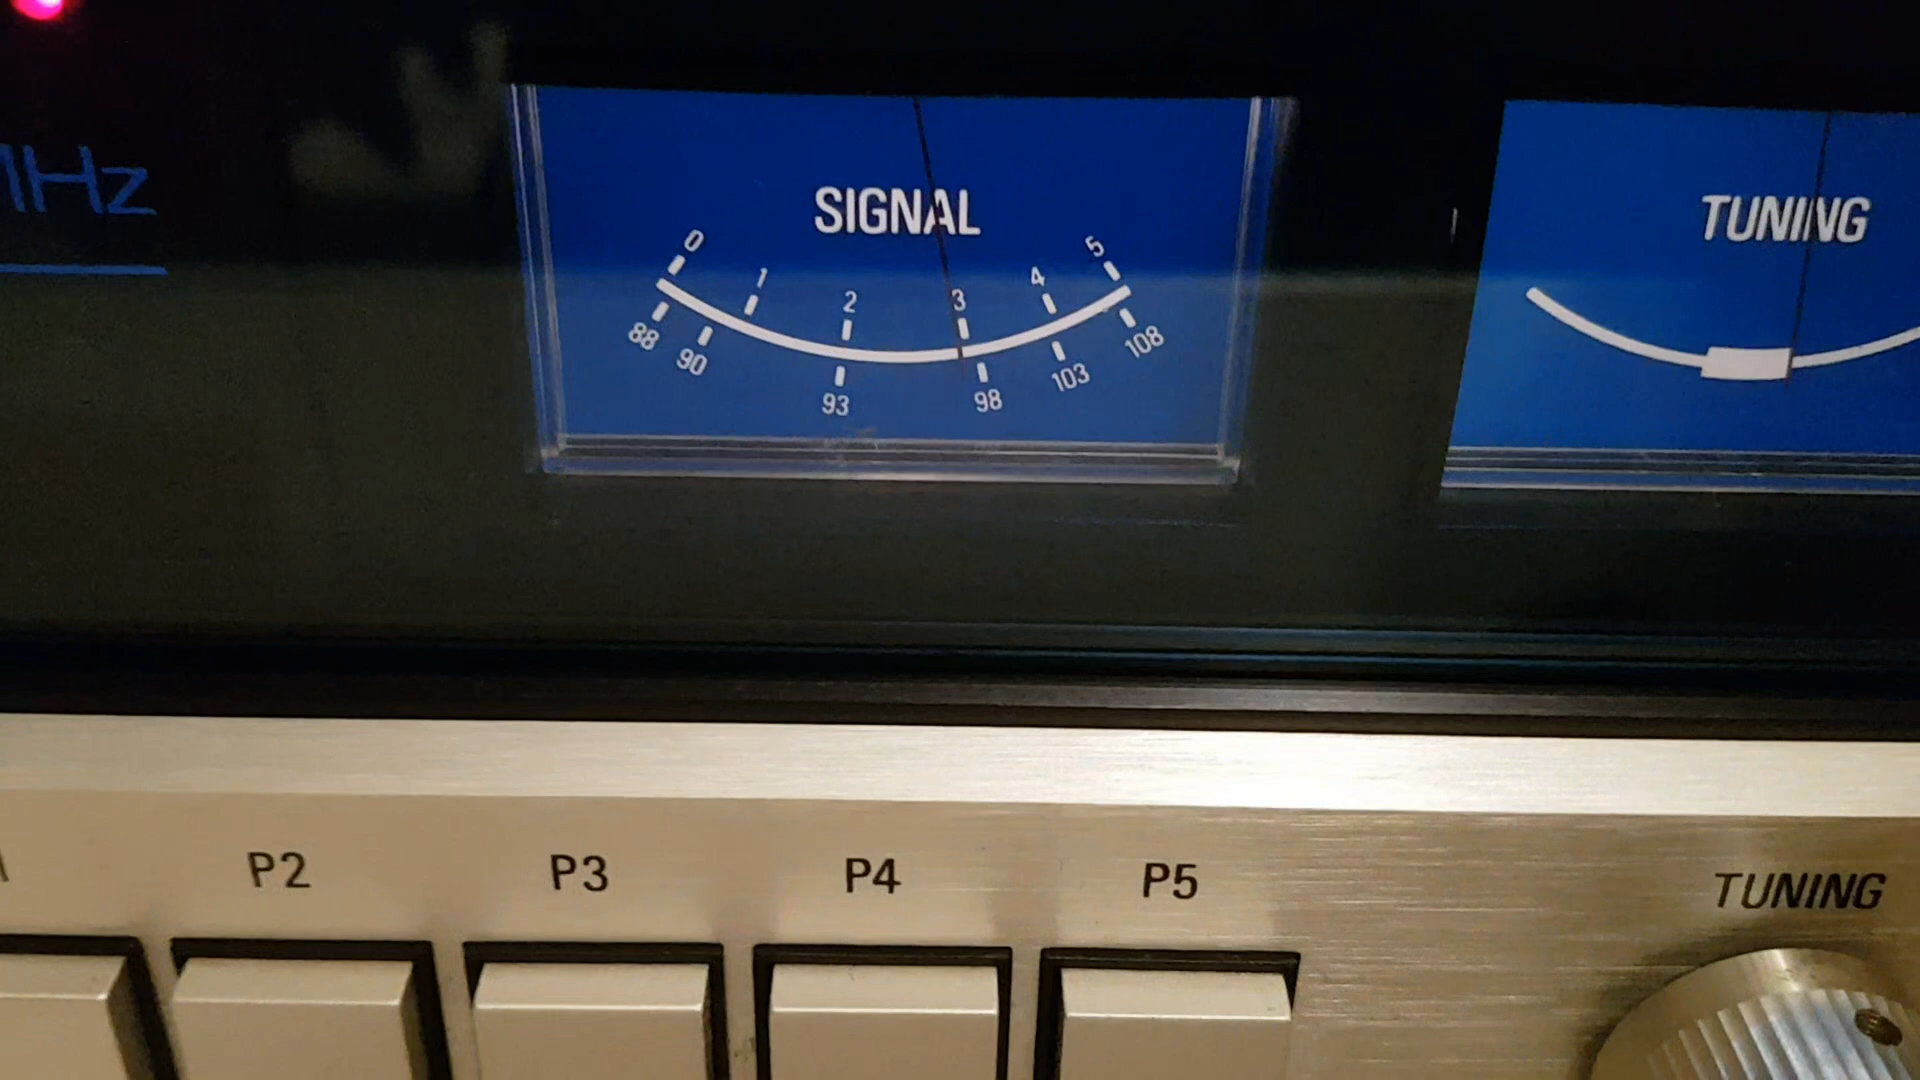 MHz
SIGNAL
0 1 2 3 4 5
88 90 93 98 103 108
TUNING
P2 P3 P4 P5 TUNING